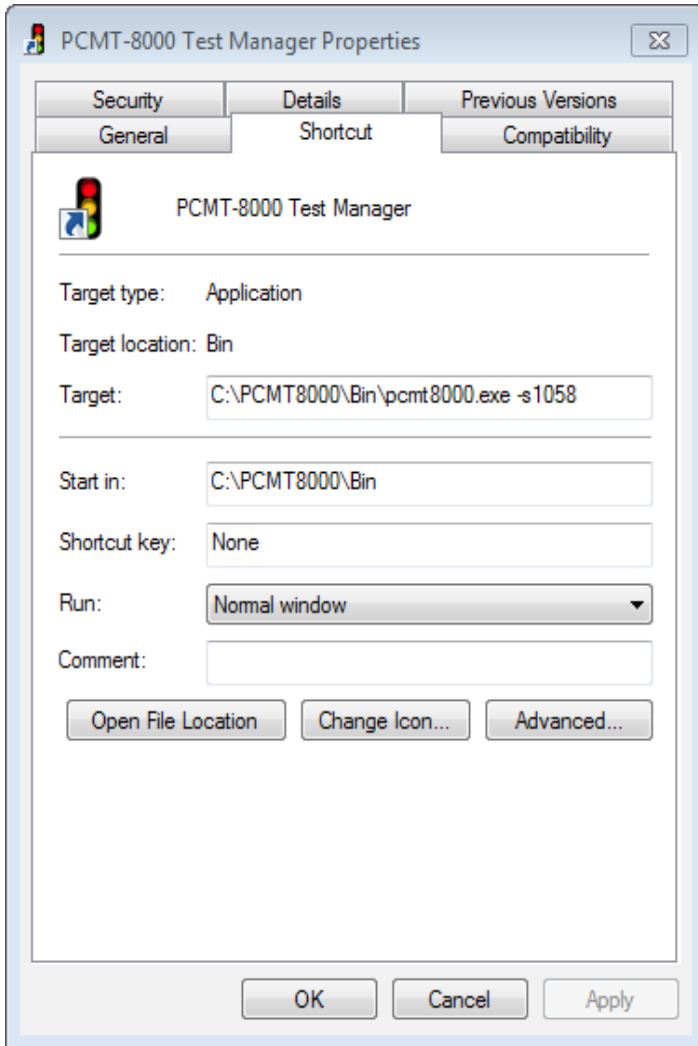 PCMT-8000 Test Manager Properties
Security Details Previous Versions
General Shortcut Compatibility
PCMT-8000 Test Manager
Target type: Application
Target location: Bin
Target: C:\PCMT8000\Bin\pcmt8000.exe -s1058
Start in: C:\PCMT8000\Bin
Shortcut key: None
Run: Normal window
Comment:
Open File Location Change Icon... Advanced...
OK Cancel Apply